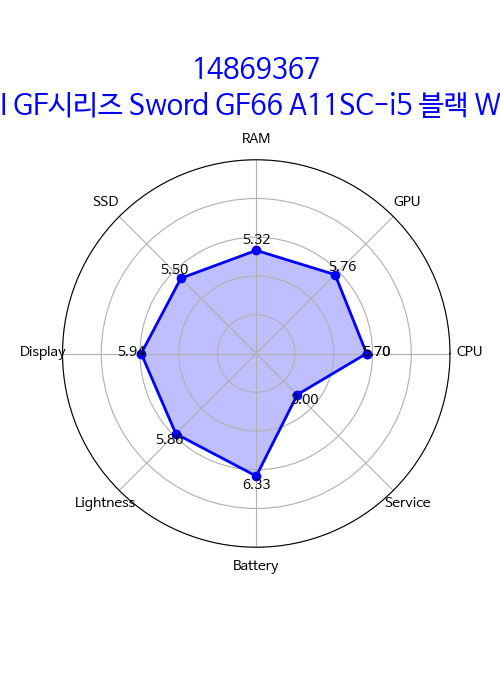 14869367
GF시리즈 Sword GF66 A11SC-i5 블랙
RAM
SSD
GPU
5.32
5.76
5.50
Display
5.94
5.70
CPU
3.00
5.86
6.33
Lightness
Service
Battery